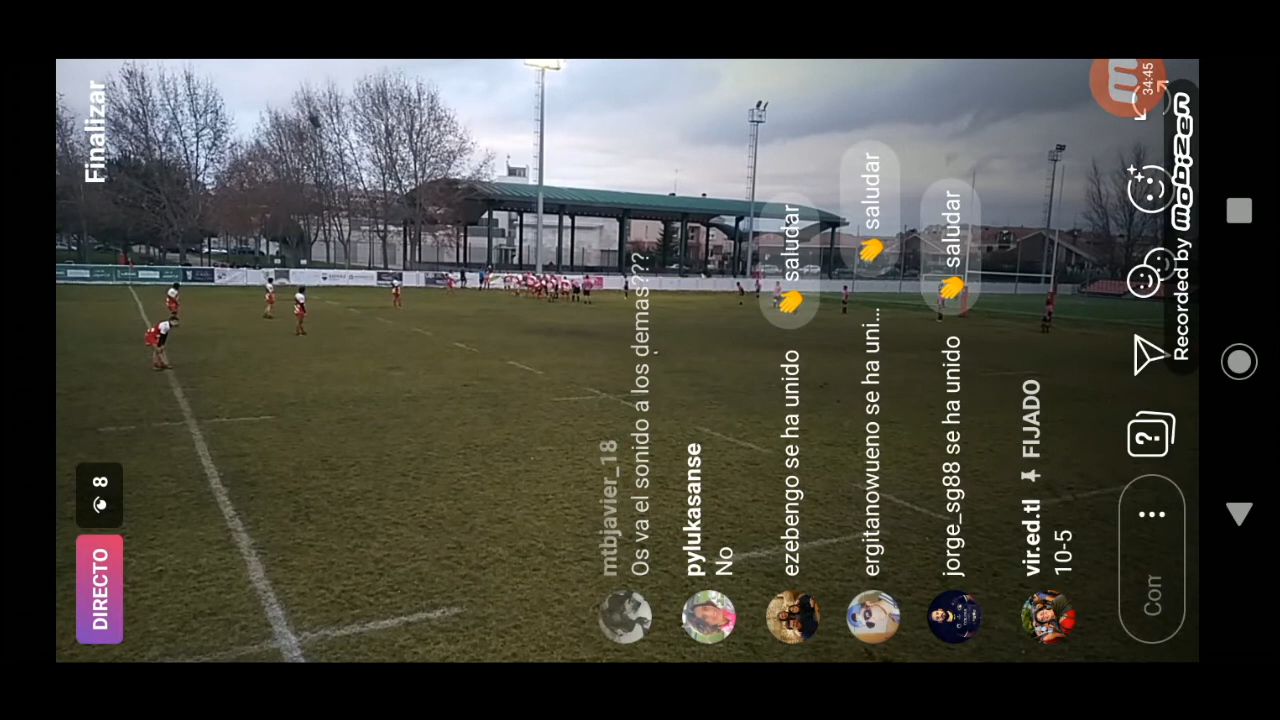 Finalizar
DIRECTO
8
mtbjavier_18
Os va el sonido a los demas???
pylukasanse
No
ezebengo se ha unido
saludar
ergitanowueno se ha uni...
saludar
jorge_sg88 se ha unido
saludar
vir.ed.tl FIJADO
10-5
Com
34:45
Recorded by mobizen